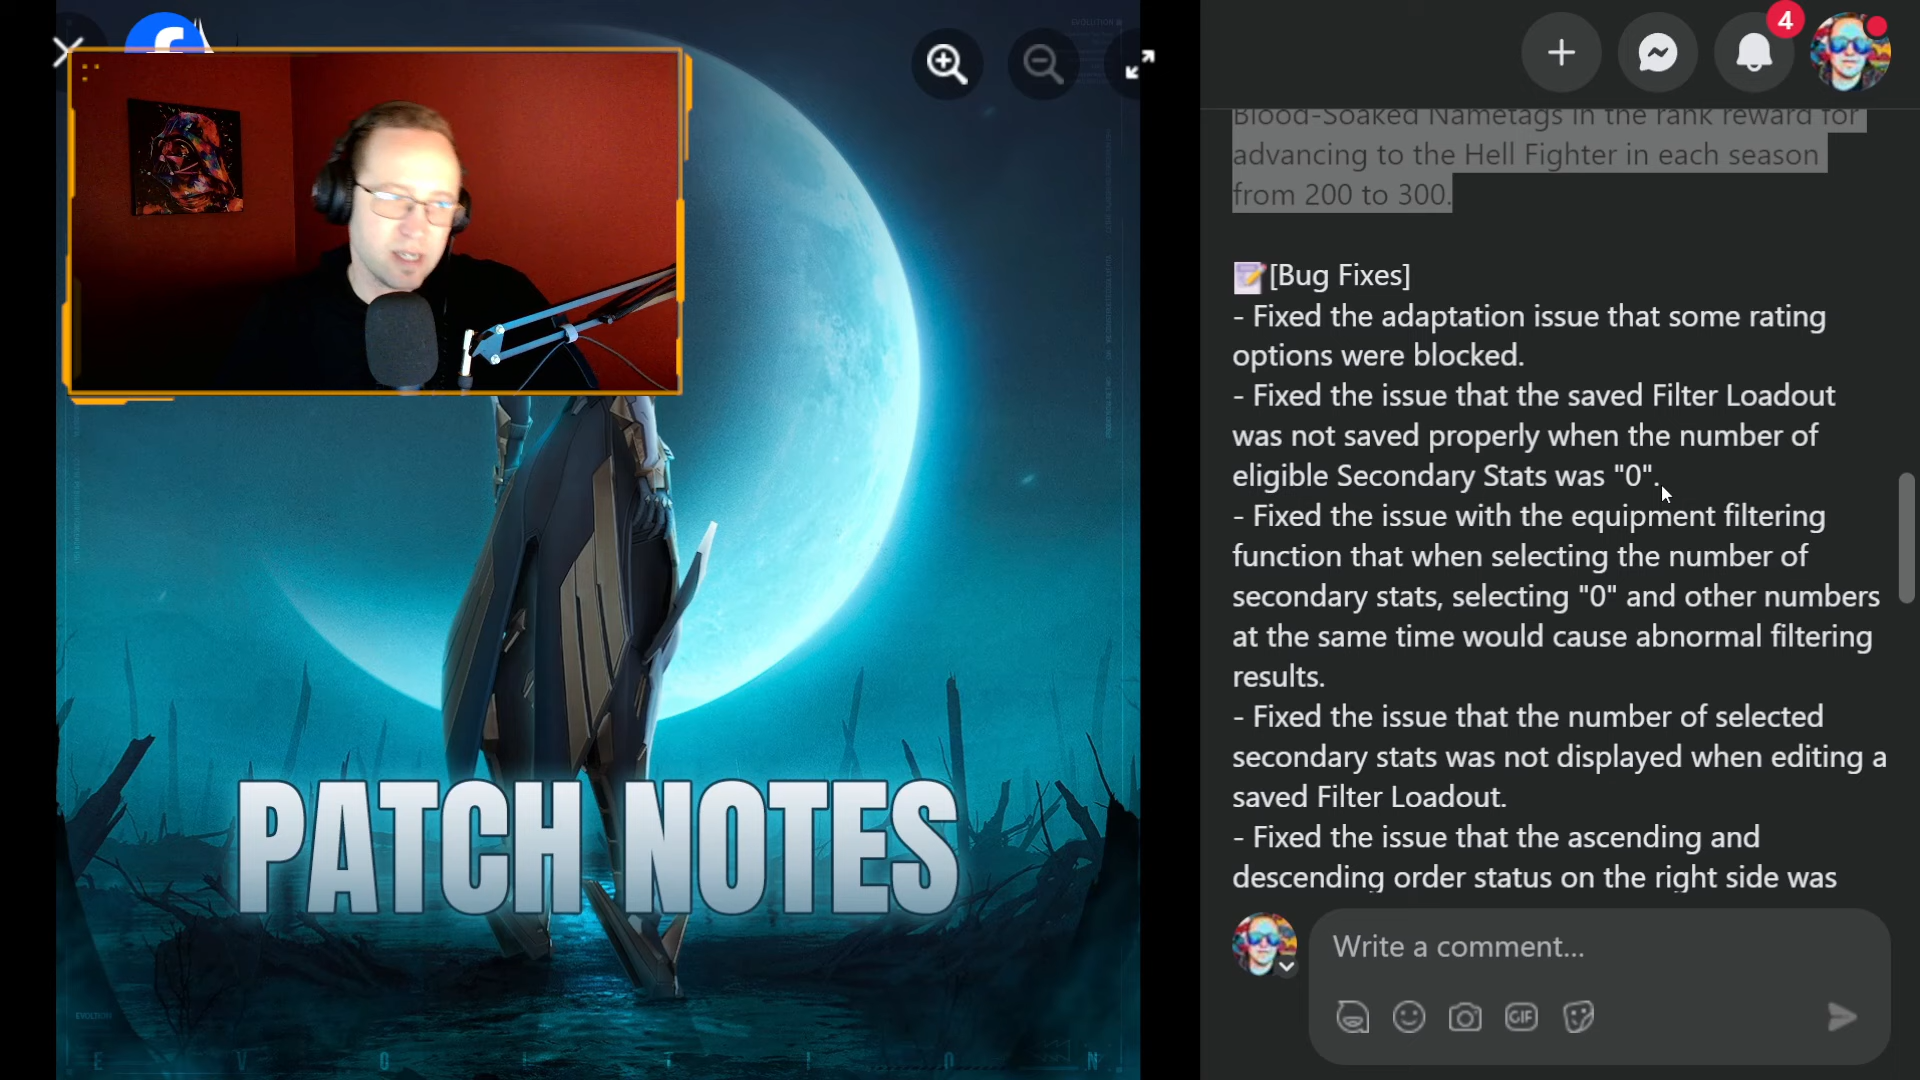 EVOLUTION
4
Blood-Soaked Nametags in the rank reward for
advancing to the Hell Fighter in each season
from 200 to 300.
[Bug Fixes]
- Fixed the adaptation issue that some rating
options were blocked.
- Fixed the issue that the saved Filter Loadout
was not saved properly when the number of
eligible Secondary Stats was "0".
- Fixed the issue with the equipment filtering
function that when selecting the number of
secondary stats, selecting "0" and other numbers
at the same time would cause abnormal filtering
results.
- Fixed the issue that the number of selected
secondary stats was not displayed when editing a
saved Filter Loadout.
- Fixed the issue that the ascending and
descending order status on the right side was
PATCH NOTES
Write a comment...
GIF
EVOLTION
E V O I T I O N